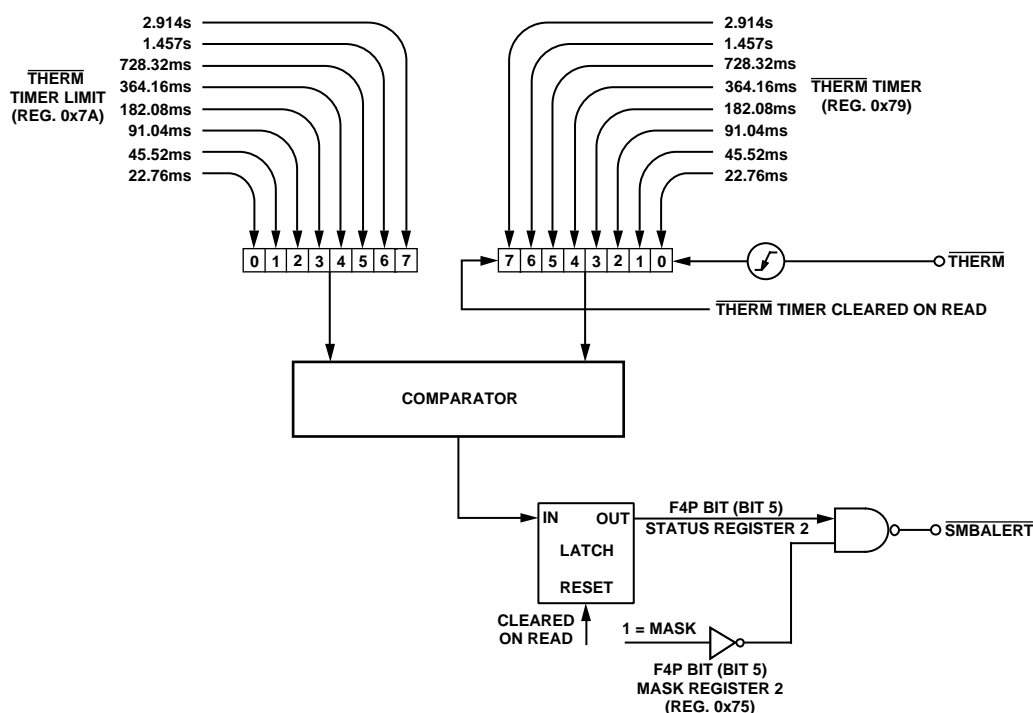 2.914s
1.457s
728.32ms
364.16ms
182.08ms
91.04ms
45.52ms
22.76ms
THERM
TIMER LIMIT
(REG. 0x7A)
2.914s
1.457s
728.32ms
364.16ms
182.08ms
91.04ms
45.52ms
22.76ms
THERM TIMER
(REG. 0x79)
0 1 2 3 4 5 6 7
7 6 5 4 3 2 1 0
THERM
THERM TIMER CLEARED ON READ
COMPARATOR
IN OUT
LATCH
RESET
F4P BIT (BIT 5)
STATUS REGISTER 2
SMBALERT
CLEARED
ON READ
1 = MASK
F4P BIT (BIT 5)
MASK REGISTER 2
(REG. 0x75)